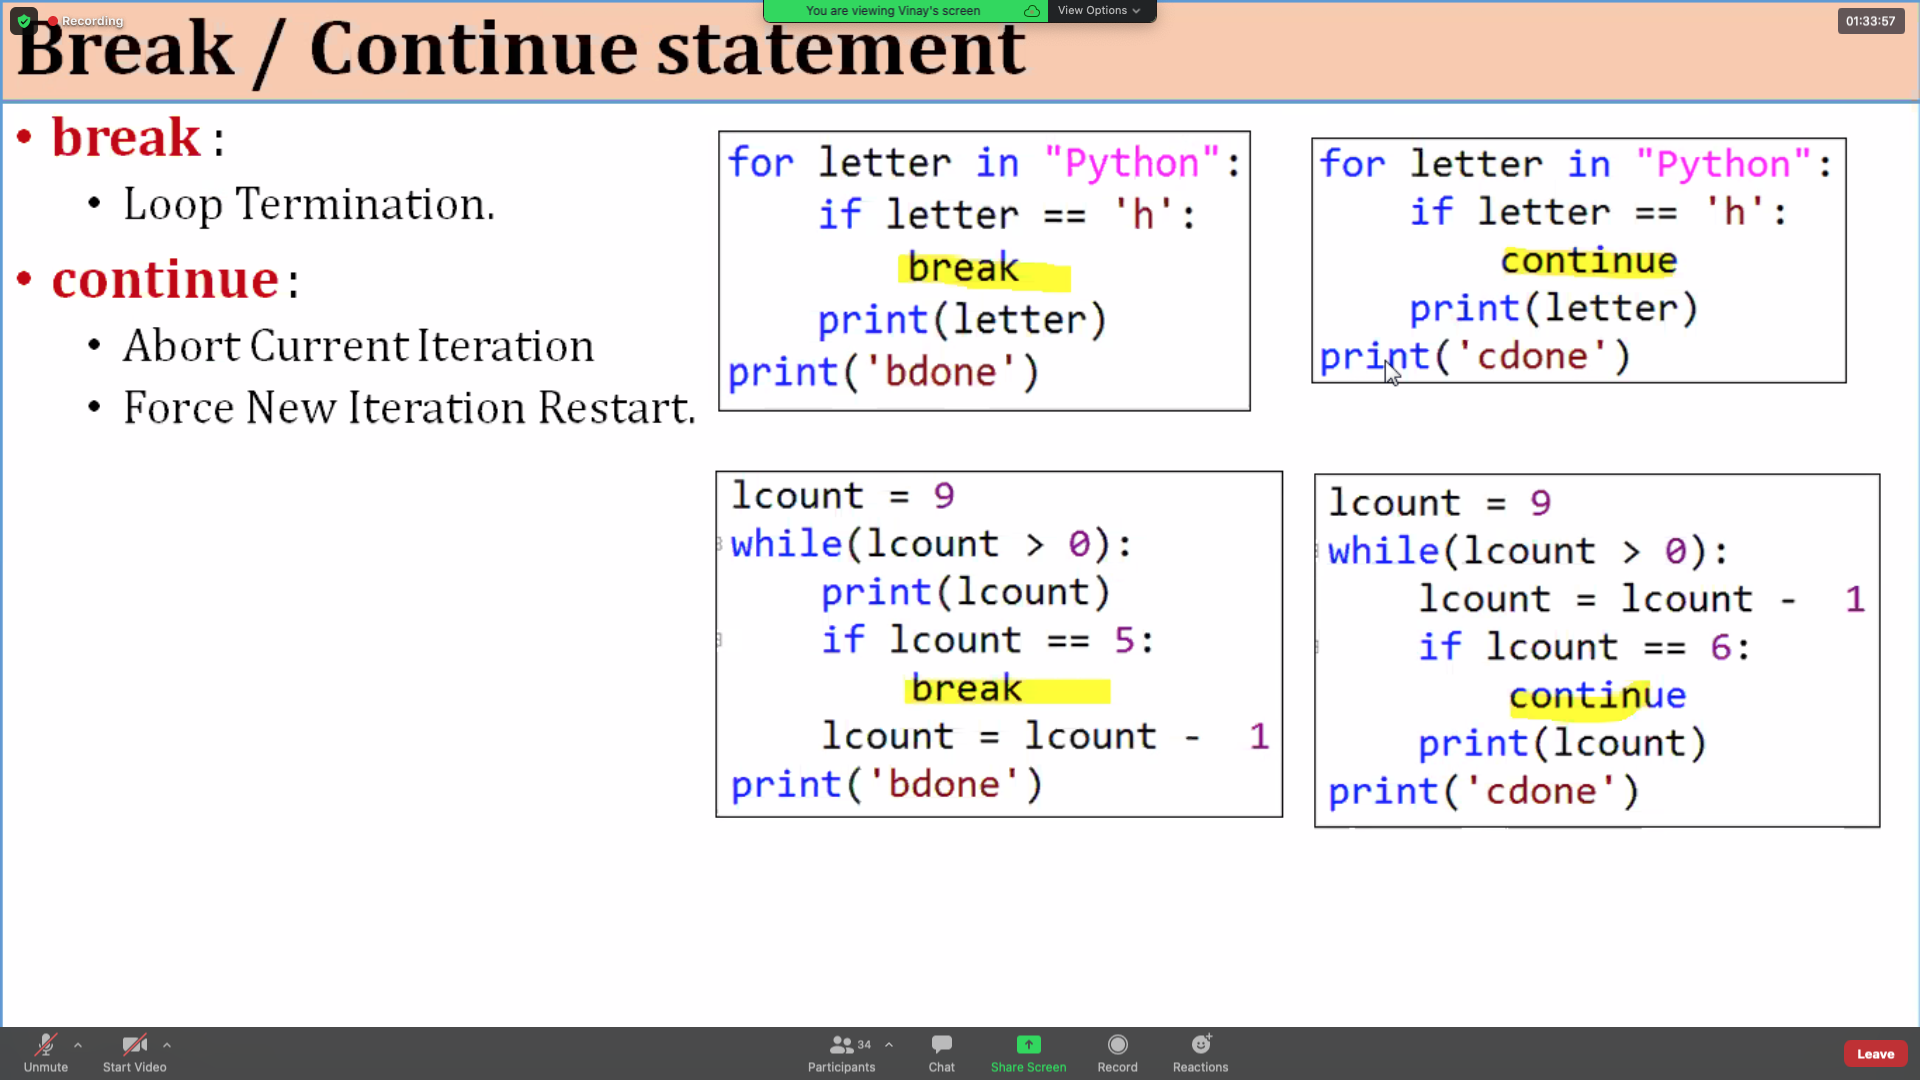 Recording
You are viewing Vinay's screen
View Options
01:33:57
Break / Continue statement
• break :
• Loop Termination.
• continue :
• Abort Current Iteration
• Force New Iteration Restart.
for letter in "Python":
    if letter == 'h':
        break
    print(letter)
print('bdone')
for letter in "Python":
    if letter == 'h':
        continue
    print(letter)
print('cdone')
lcount = 9
while(lcount > 0):
    print(lcount)
    if lcount == 5:
        break
    lcount = lcount -  1
print('bdone')
lcount = 9
while(lcount > 0):
    lcount = lcount -  1
    if lcount == 6:
        continue
    print(lcount)
print('cdone')
Unmute
Start Video
34
Participants
Chat
Share Screen
Record
Reactions
Leave